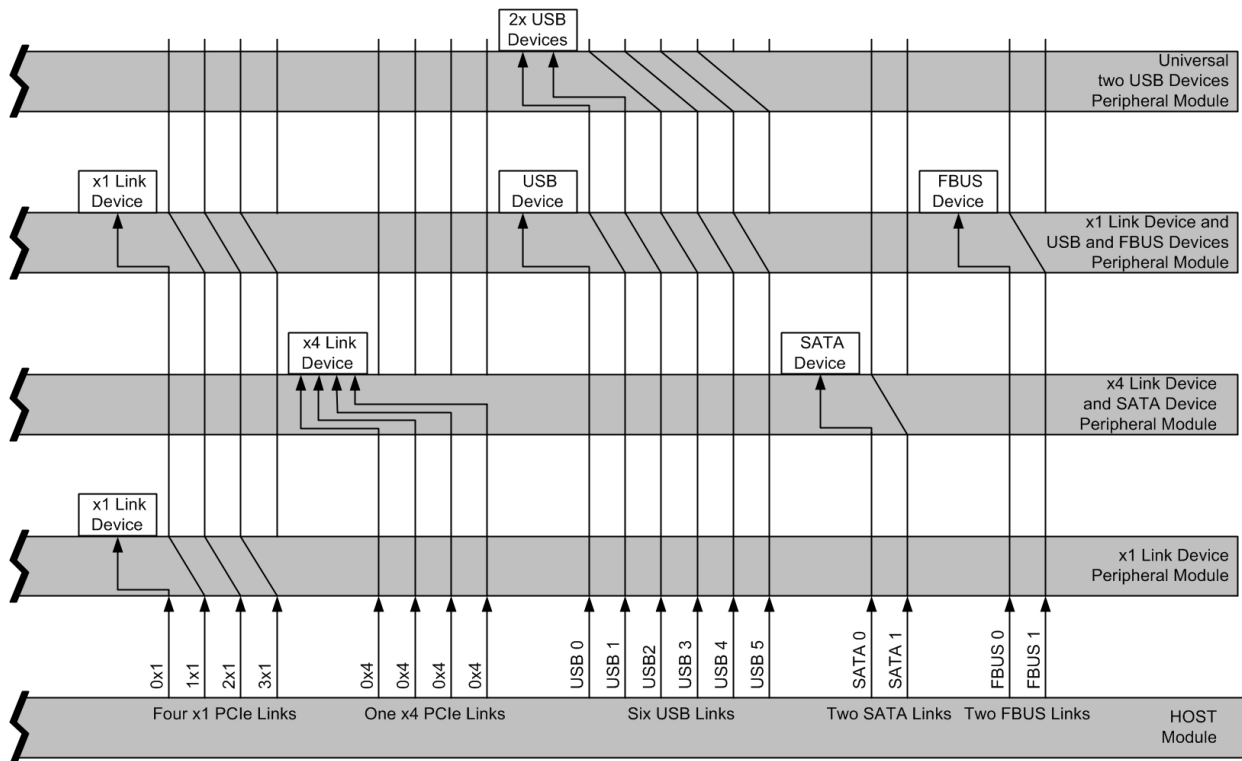 2x USB
Devices
Universal
two USB Devices
Peripheral Module
x1 Link
Device
USB
Device
FBUS
Device
x1 Link Device and
USB and FBUS Devices
Peripheral Module
x4 Link
Device
SATA
Device
x4 Link Device
and SATA Device
Peripheral Module
x1 Link
Device
x1 Link Device
Peripheral Module
0x1
1x1
2x1
3x1
0x4
0x4
0x4
0x4
USB 0
USB 1
USB2
USB 3
USB 4
USB 5
SATA 0
SATA 1
FBUS 0
FBUS 1
Four x1 PCIe Links
One x4 PCIe Links
Six USB Links
Two SATA Links
Two FBUS Links
HOST
Module